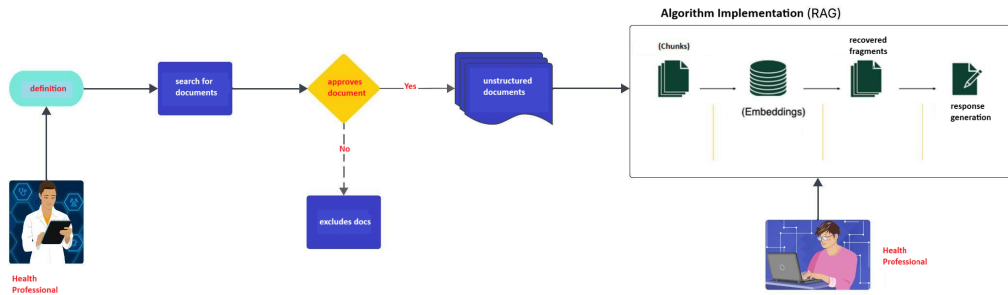 Algorithm Implementation (RAG)
definition
search for
documents
approves
document
Yes
No
excludes docs
unstructured
documents
(Chunks)
(Embeddings)
recovered
fragments
response
generation
Health
Professional
Health
Professional